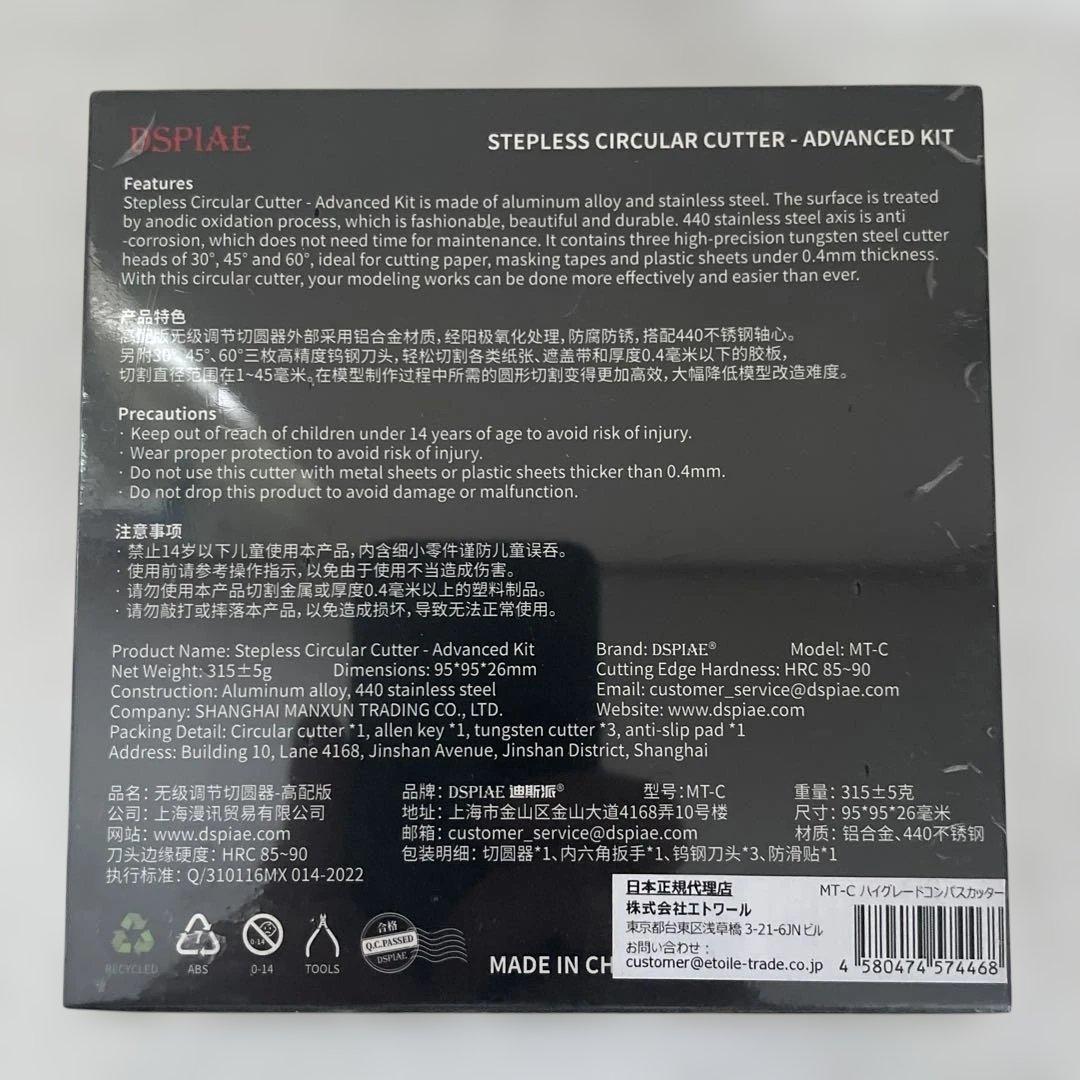 DSPIAE
STEPLESS CIRCULAR CUTTER - ADVANCED KIT
Features
Stepless Circular Cutter - Advanced Kit is made of aluminum alloy and stainless steel. The surface is treated
by anodic oxidation process, which is fashionable, beautiful and durable. 440 stainless steel axis is anti
-corrosion, which does not need time for maintenance. It contains three high-precision tungsten steel cutter
heads of 30°, 45° and 60°, ideal for cutting paper, masking tapes and plastic sheets under 0.4mm thickness.
With this circular cutter, your modeling works can be done more effectively and easier than ever.
产品特色
高配版无级调节切圆器外部采用铝合金材质，经阳极氧化处理，防腐防锈，搭配440不锈钢轴心。
另附30°、45°、60°三枚高精度钨钢刀头，轻松切割各类纸张、遮盖带和厚度0.4毫米以下的胶板，
切割直径范围在1~45毫米。在模型制作过程中所需的圆形切割变得更加高效，大幅降低模型改造难度。
Precautions
· Keep out of reach of children under 14 years of age to avoid risk of injury.
· Wear proper protection to avoid risk of injury.
· Do not use this cutter with metal sheets or plastic sheets thicker than 0.4mm.
· Do not drop this product to avoid damage or malfunction.
注意事项
· 禁止14岁以下儿童使用本产品，内含细小零件谨防儿童误吞。
· 使用前请参考操作指示，以免由于使用不当造成伤害。
· 请勿使用本产品切割金属或厚度0.4毫米以上的塑料制品。
· 请勿敲打或摔落本产品，以免造成损坏，导致无法正常使用。
Product Name: Stepless Circular Cutter - Advanced Kit Brand: DSPIAE® Model: MT-C
Net Weight: 315±5g Dimensions: 95*95*26mm Cutting Edge Hardness: HRC 85~90
Construction: Aluminum alloy, 440 stainless steel Email: customer_service@dspiae.com
Company: SHANGHAI MANXUN TRADING CO., LTD. Website: www.dspiae.com
Packing Detail: Circular cutter *1, allen key *1, tungsten cutter *3, anti-slip pad *1
Address: Building 10, Lane 4168, Jinshan Avenue, Jinshan District, Shanghai
品名：无级调节切圆器-高配版 品牌：DSPIAE 迪斯派® 型号：MT-C 重量：315±5克
公司：上海漫讯贸易有限公司 地址：上海市金山区金山大道4168弄10号楼 尺寸：95*95*26毫米
网站：www.dspiae.com 邮箱：customer_service@dspiae.com 材质：铝合金、440不锈钢
刀头边缘硬度：HRC 85~90 包装明细：切圆器*1、内六角扳手*1、钨钢刀头*3、防滑贴*1
执行标准：Q/310116MX 014-2022
RECYCLED
ABS
0-14
0-14
TOOLS
合格
Q.C.PASSED
DSPIAE
MADE IN CH
日本正規代理店
株式会社エトワール
東京都台東区浅草橋 3-21-6JN ビル
お問い合わせ：
customer@etoile-trade.co.jp
MT-C ハイグレードコンパスカッター
4 580474 574468